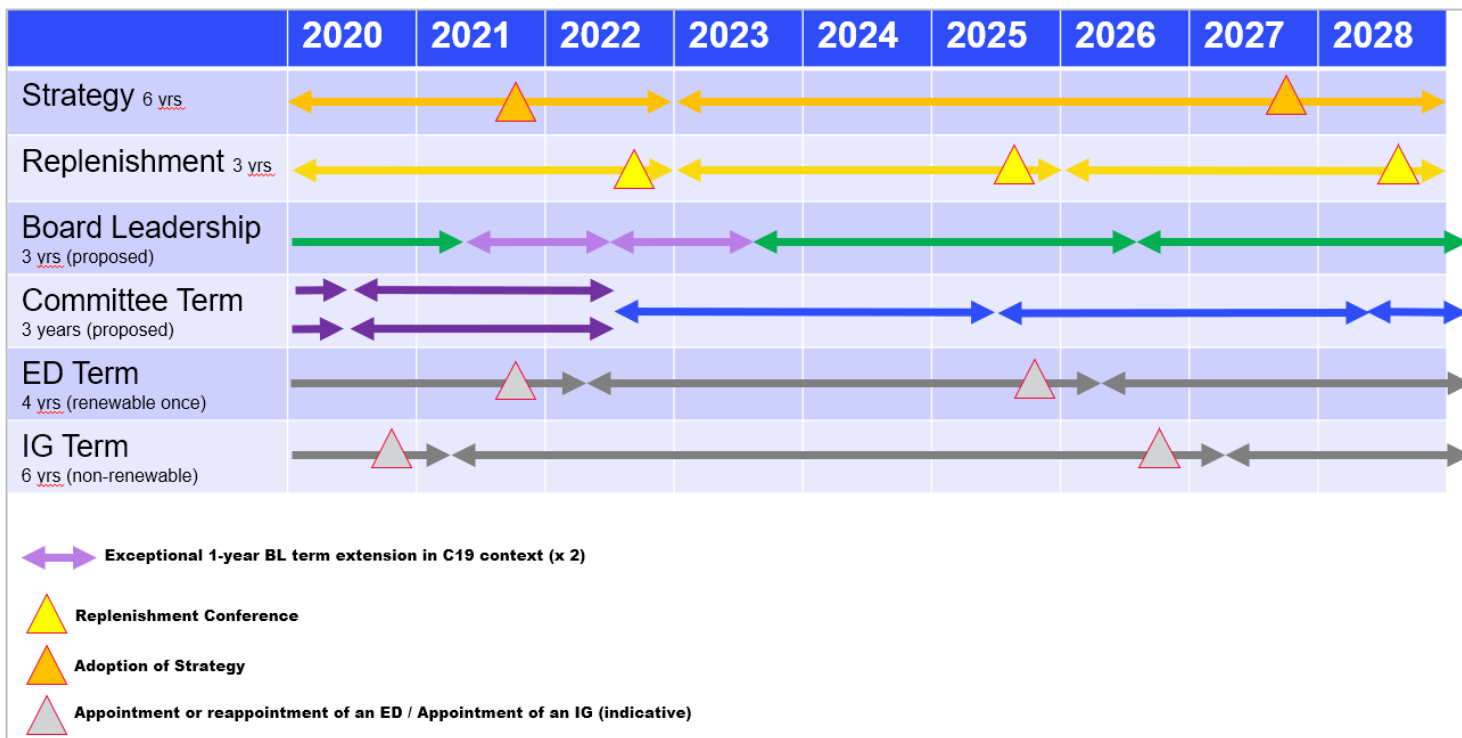 2020 2021 2022 2023 2024 2025 2026 2027 2028
Strategy 6 yrs
Replenishment 3 yrs
Board Leadership
3 yrs (proposed)
Committee Term
3 years (proposed)
ED Term
4 yrs (renewable once)
IG Term
6 yrs (non-renewable)
Exceptional 1-year BL term extension in C19 context (x 2)
Replenishment Conference
Adoption of Strategy
Appointment or reappointment of an ED / Appointment of an IG (indicative)